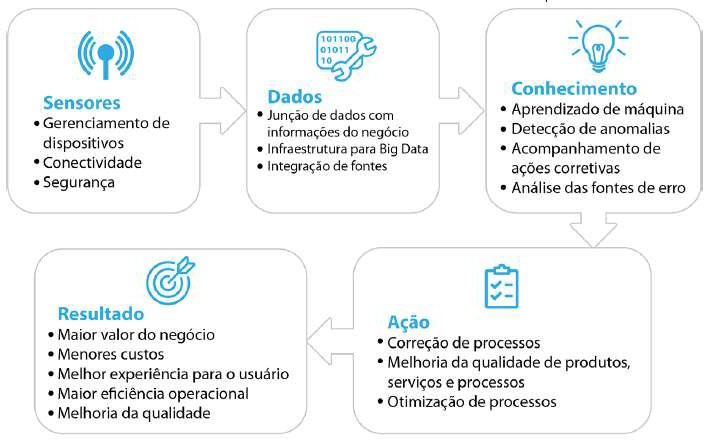 101100
01011
10
Sensores
• Gerenciamento de
dispositivos
• Conectividade
• Segurança
Dados
• Junção de dados com
informações do negócio
• Infraestrutura para Big Data
• Integração de fontes
Conhecimento
• Aprendizado de máquina
• Detecção de anomalias
• Acompanhamento de
ações corretivas
• Análise das fontes de erro
Ação
• Correção de processos
• Melhoria da qualidade de produtos,
serviços e processos
• Otimização de processos
Resultado
• Maior valor do negócio
• Menores custos
• Melhor experiência para o usuário
• Maior eficiência operacional
• Melhoria da qualidade